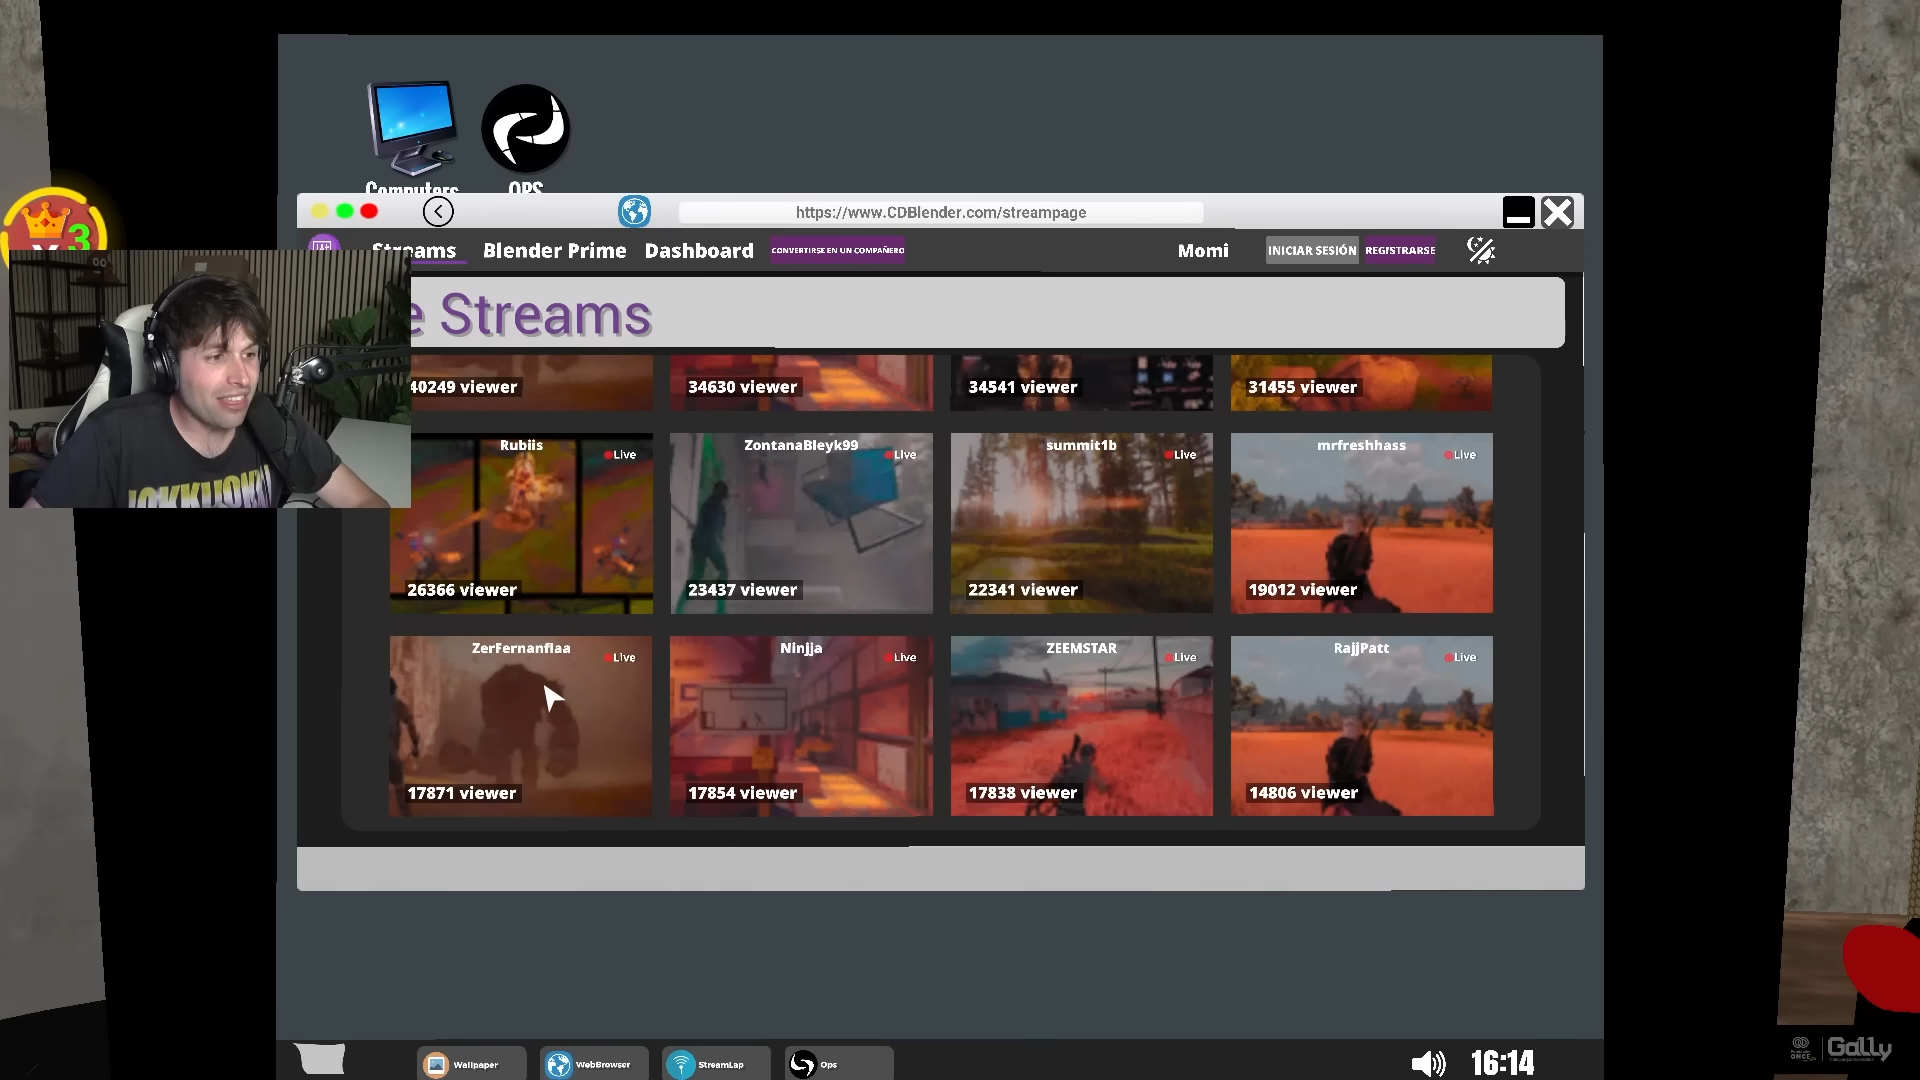 Computers
OPS
https://www.CDBlender.com/streampage
Streams
Blender Prime
Dashboard
CONVERTIRSE EN UN COMPAÑERO
Momi
INICIAR SESIÓN
REGISTRARSE
x3
e Streams
40249 viewer
34630 viewer
34541 viewer
31455 viewer
Rubiis
Live
26366 viewer
ZontanaBleyk99
Live
23437 viewer
summit1b
Live
22341 viewer
mrfreshhass
Live
19012 viewer
ZerFernanflaa
Live
17871 viewer
Ninjja
Live
17854 viewer
ZEEMSTAR
Live
17838 viewer
RajjPatt
Live
14806 viewer
Wallpaper
WebBrowser
StreamLap
Ops
16:14
Gally